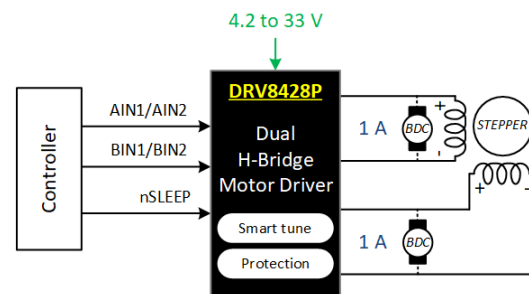 4.2 to 33 V
Controller
AIN1/AIN2
BIN1/BIN2
nSLEEP
DRV8428P
Dual
H-Bridge
Motor Driver
Smart tune
Protection
1 A
BDC
+
-
STEPPER
+
-
1 A
BDC